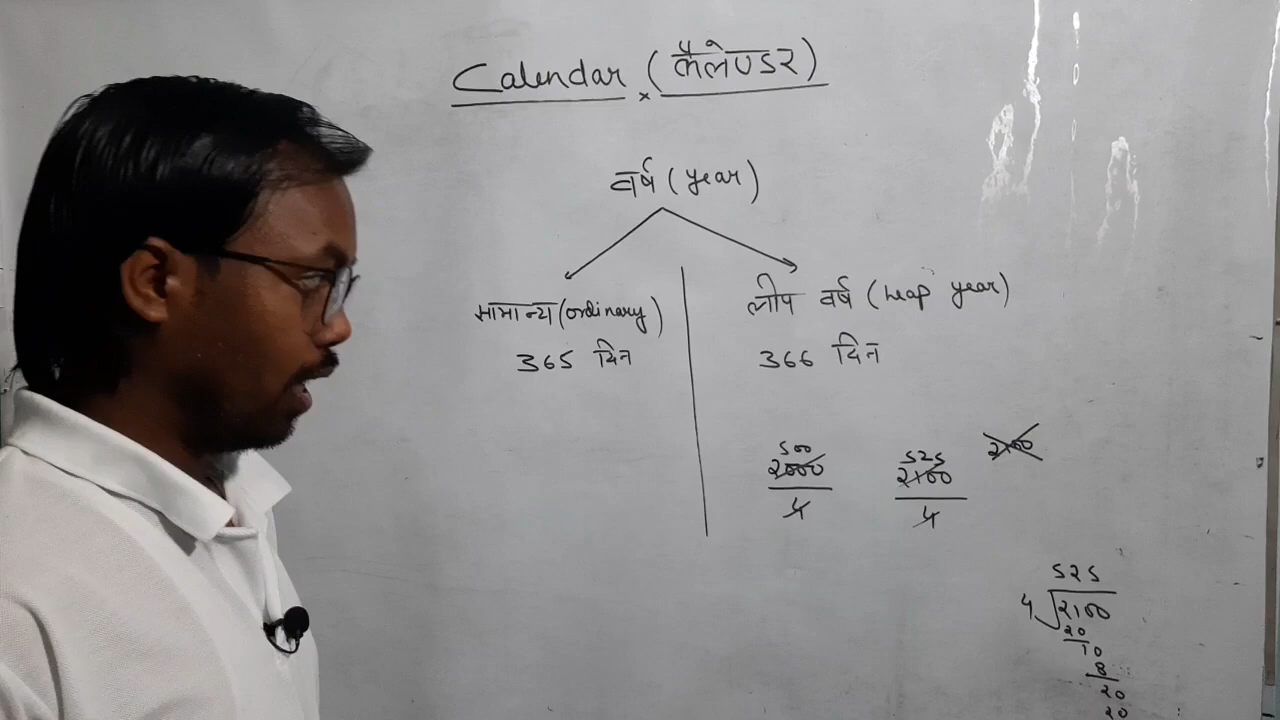 Calendar (कैलेण्डर)
वर्ष (year)
सामान्य (ordinary)
365 दिन
लीप वर्ष (leap year)
366 दिन
500
2000
4
525
2100
4
2100
525
4 2100
20
10
8
20
20